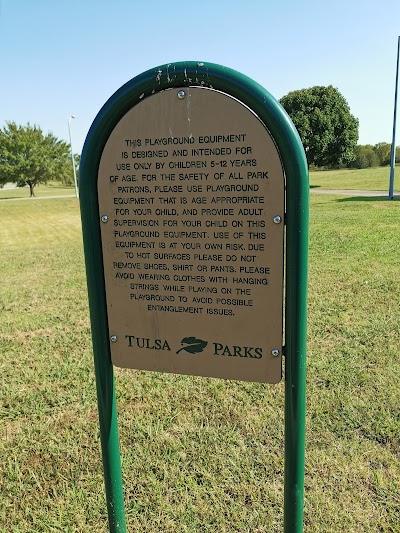 THIS PLAYGROUND EQUIPMENT
IS DESIGNED AND INTENDED FOR
USE ONLY BY CHILDREN 5-12 YEARS
OF AGE. FOR THE SAFETY OF ALL PARK
PATRONS, PLEASE USE PLAYGROUND
EQUIPMENT THAT IS AGE APPROPRIATE
FOR YOUR CHILD, AND PROVIDE ADULT
SUPERVISION FOR YOUR CHILD ON THIS
PLAYGROUND EQUIPMENT. USE OF THIS
EQUIPMENT IS AT YOUR OWN RISK. DUE
TO HOT SURFACES PLEASE DO NOT
REMOVE SHOES, SHIRT OR PANTS. PLEASE
AVOID WEARING CLOTHES WITH HANGING
STRINGS WHILE PLAYING ON THE
PLAYGROUND TO AVOID POSSIBLE
ENTANGLEMENT ISSUES.
TULSA PARKS